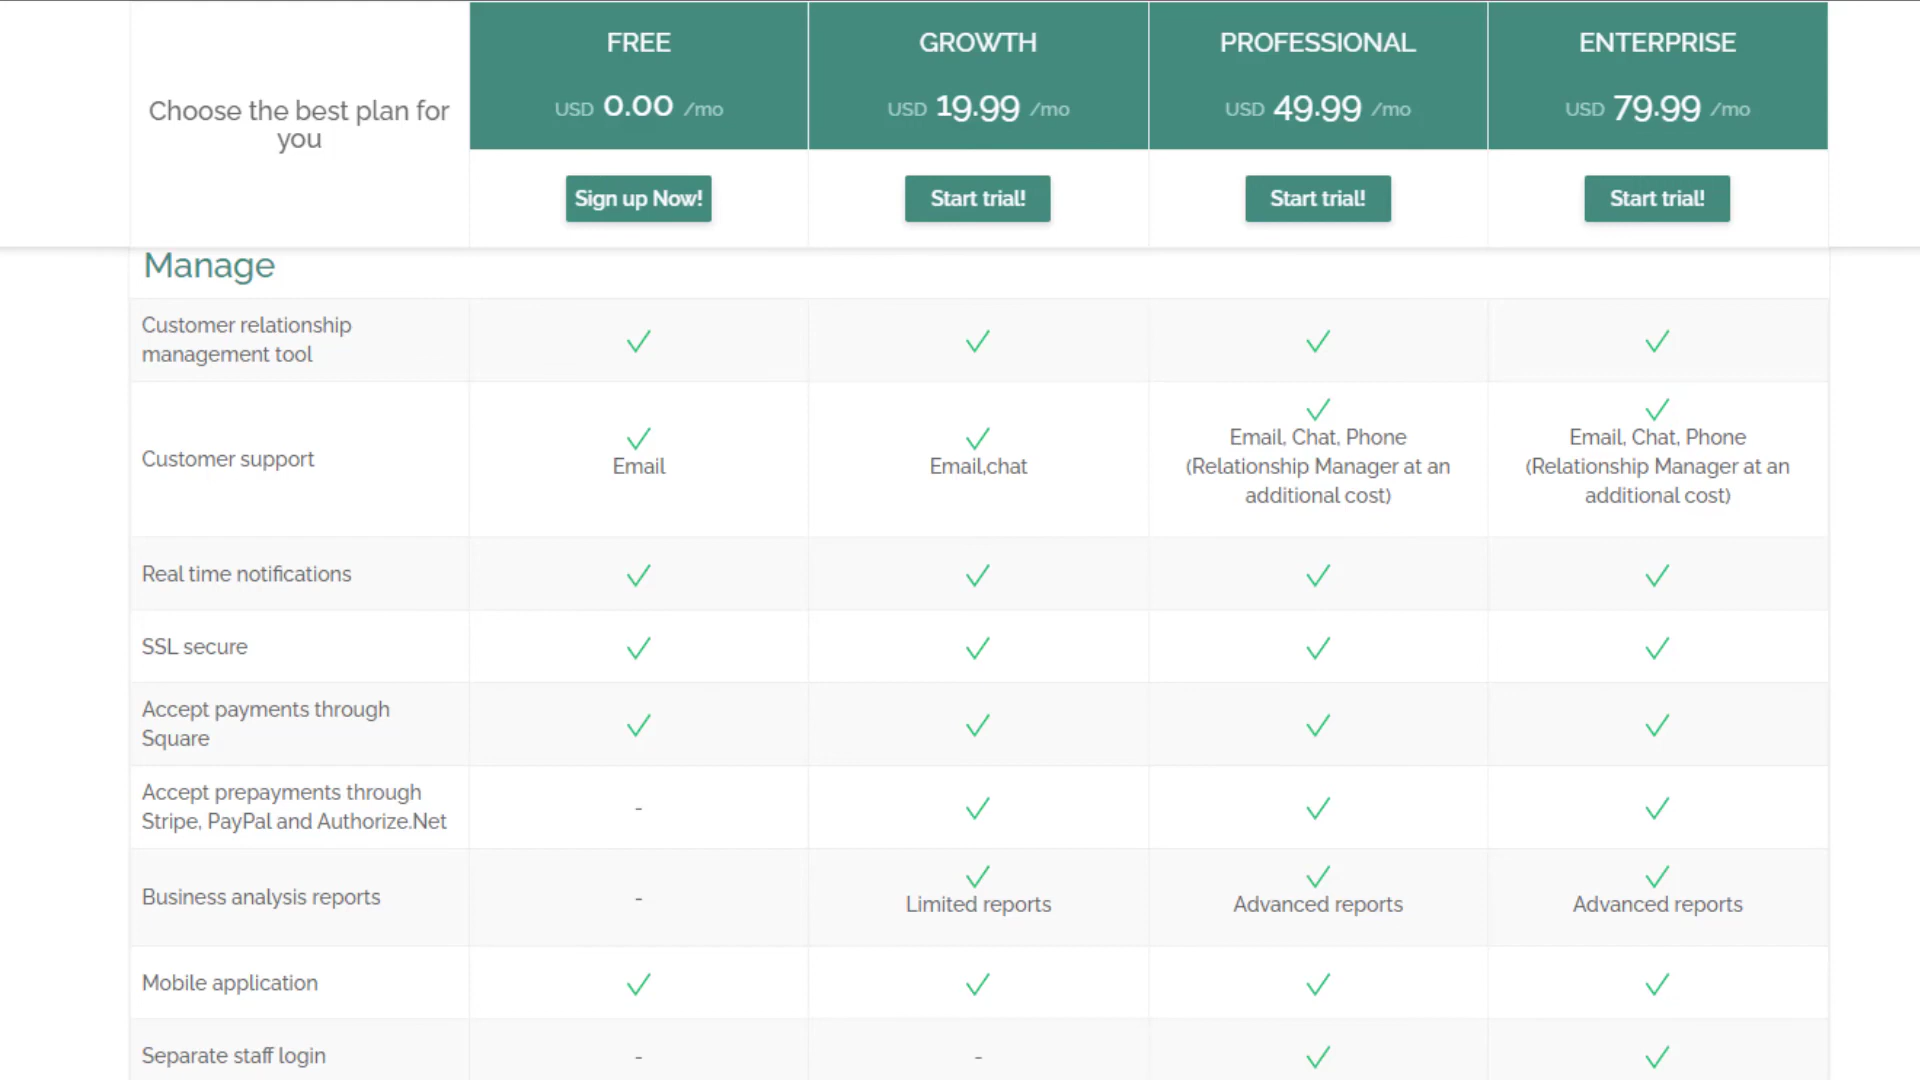 Choose the best plan for
you
FREE
USD 0.00 /mo
Sign up Now!
GROWTH
USD 19.99 /mo
Start trial!
PROFESSIONAL
USD 49.99 /mo
Start trial!
ENTERPRISE
USD 79.99 /mo
Start trial!
Manage
Customer relationship
management tool
Customer support
Email
Email,chat
Email, Chat, Phone
(Relationship Manager at an
additional cost)
Email, Chat, Phone
(Relationship Manager at an
additional cost)
Real time notifications
SSL secure
Accept payments through
Square
Accept prepayments through
Stripe, PayPal and Authorize.Net
-
Business analysis reports
-
Limited reports
Advanced reports
Advanced reports
Mobile application
Separate staff login
-
-